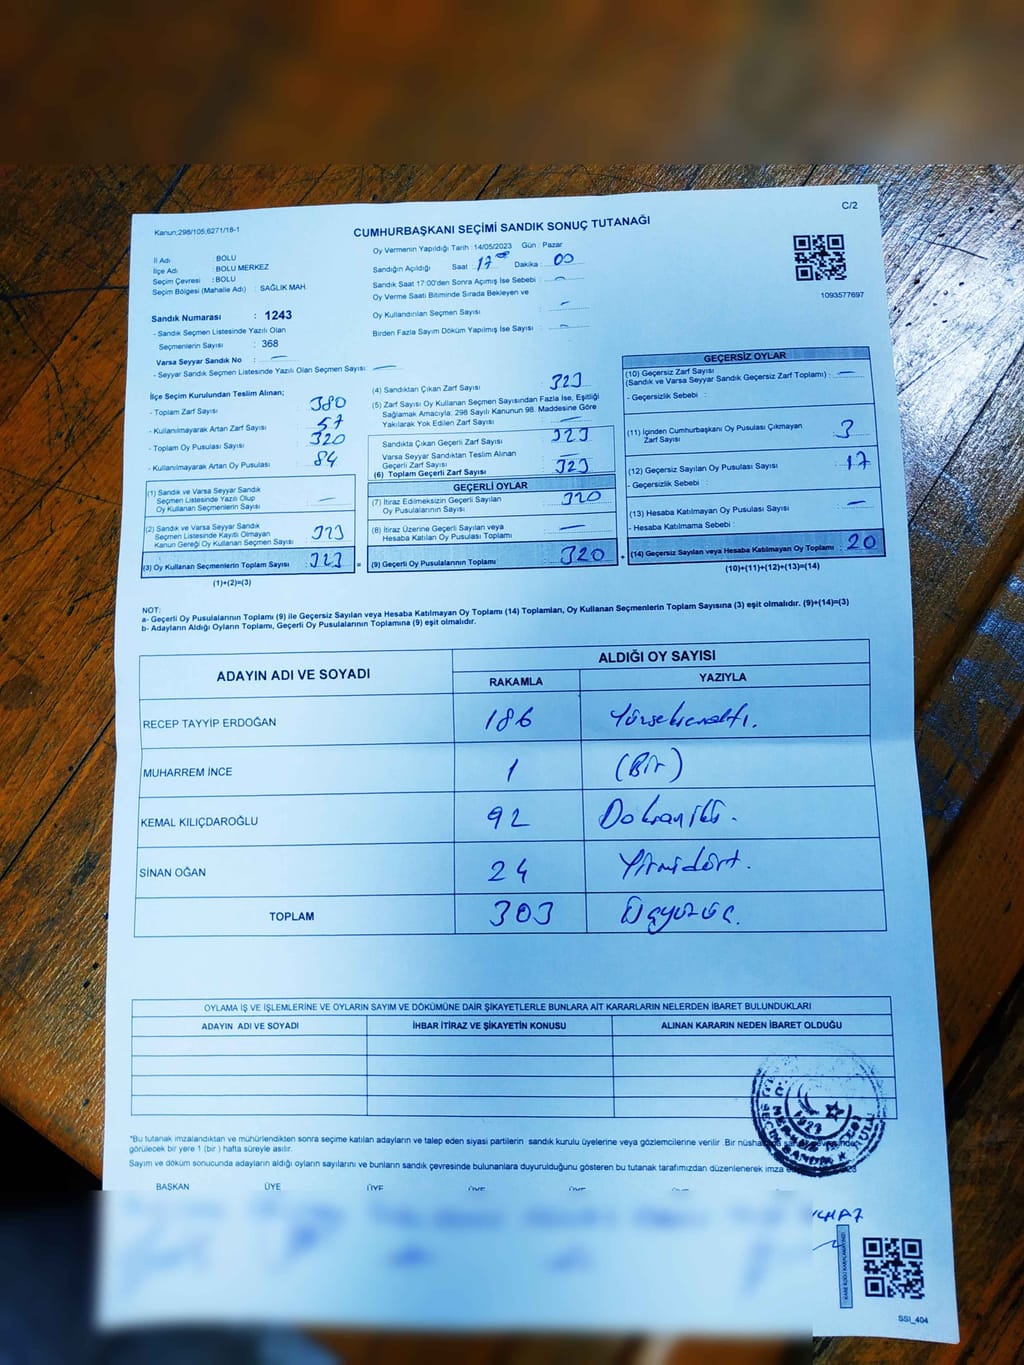 C/2
Kanun;298/105;6271/18-1
CUMHURBAŞKANI SEÇİMİ SANDIK SONUÇ TUTANAĞI
İl Adı : BOLU
İlçe Adı : BOLU MERKEZ
Seçim Çevresi : BOLU
Seçim Bölgesi (Mahalle Adı) : SAĞLIK MAH.
Sandık Numarası : 1243
- Sandık Seçmen Listesinde Yazılı Olan
Seçmenlerin Sayısı : 368
Varsa Seyyar Sandık No : —
- Seyyar Sandık Seçmen Listesinde Yazılı Olan Seçmen Sayısı: —
Oy Vermenin Yapıldığı Tarih :14/05/2023 Gün : Pazar
Sandığın Açıldığı Saat : 17 Dakika : 00
Sandık Saat 17:00'den Sonra Açımış İse Sebebi : —
Oy Verme Saati Bitiminde Sırada Bekleyen ve
Oy Kullandırılan Seçmen Sayısı : —
Birden Fazla Sayım Döküm Yapılmış İse Sayısı : —
1093577697
İlçe Seçim Kurulundan Teslim Alınan;
- Toplam Zarf Sayısı : 380
- Kullanılmayarak Artan Zarf Sayısı : 57
- Toplam Oy Pusulası Sayısı : 320
- Kullanılmayarak Artan Oy Pusulası : 84
(1) Sandık ve Varsa Seyyar Sandık
Seçmen Listesinde Yazılı Olup
Oy Kullanan Seçmenlerin Sayısı : —
(2) Sandık ve Varsa Seyyar Sandık
Seçmen Listesinde Kayıtlı Olmayan
Kanun Gereği Oy Kullanan Seçmen Sayısı : 323
(3) Oy Kullanan Seçmenlerin Toplam Sayısı : 323
(1)+(2)=(3)
(4) Sandıktan Çıkan Zarf Sayısı : 323
(5) Zarf Sayısı Oy Kullanan Seçmen Sayısından Fazla İse, Eşitliği
Sağlamak Amacıyla; 298 Sayılı Kanunun 98. Maddesine Göre
Yakılarak Yok Edilen Zarf Sayısı : —
Sandıkta Çıkan Geçerli Zarf Sayısı : 323
Varsa Seyyar Sandıktan Teslim Alınan
Geçerli Zarf Sayısı : —
(6) Toplam Geçerli Zarf Sayısı : 323
GEÇERLİ OYLAR
(7) İtiraz Edilmeksizin Geçerli Sayılan
Oy Pusulalarının Sayısı : 320
(8) İtiraz Üzerine Geçerli Sayılan veya
Hesaba Katılan Oy Pusulası Toplamı : —
(9) Geçerli Oy Pusulalarının Toplamı : 320
GEÇERSİZ OYLAR
(10) Geçersiz Zarf Sayısı
(Sandık ve Varsa Seyyar Sandık Geçersiz Zarf Toplamı) : —
- Geçersizlik Sebebi :
(11) İçinden Cumhurbaşkanı Oy Pusulası Çıkmayan
Zarf Sayısı : 3
(12) Geçersiz Sayılan Oy Pusulası Sayısı : 17
- Geçersizlik Sebebi :
(13) Hesaba Katılmayan Oy Pusulası Sayısı : —
- Hesaba Katılmama Sebebi :
(14) Geçersiz Sayılan veya Hesaba Katılmayan Oy Toplamı : 20
(10)+(11)+(12)+(13)=(14)
NOT:
a- Geçerli Oy Pusulalarının Toplamı (9) ile Geçersiz Sayılan veya Hesaba Katılmayan Oy Toplamı (14) Toplamları, Oy Kullanan Seçmenlerin Toplam Sayısına (3) eşit olmalıdır. (9)+(14)=(3)
b- Adayların Aldığı Oyların Toplamı, Geçerli Oy Pusulalarının Toplamına (9) eşit olmalıdır.
ADAYIN ADI VE SOYADI ALDIĞI OY SAYISI
RAKAMLA YAZIYLA
RECEP TAYYİP ERDOĞAN 186 Yüzseksenaltı.
MUHARREM İNCE 1 (Bir)
KEMAL KILIÇDAROĞLU 92 Doksaniki.
SİNAN OĞAN 24 Yirmidört.
TOPLAM 303 Üçyüzüç.
OYLAMA İŞ VE İŞLEMLERİNE VE OYLARIN SAYIM VE DÖKÜMÜNE DAİR ŞİKAYETLERLE BUNLARA AİT KARARLARIN NELERDEN İBARET BULUNDUKLARI
ADAYIN ADI VE SOYADI İHBAR İTİRAZ VE ŞİKAYETİN KONUSU ALINAN KARARIN NEDEN İBARET OLDUĞU
*Bu tutanak imzalandıktan ve mühürlendikten sonra seçime katılan adayların ve talep eden siyasi partilerin sandık kurulu üyelerine veya gözlemcilerine verilir. Bir
görülecek bir yere 1 (bir) hafta süreyle asılır.
Sayım ve döküm sonucunda adayların aldığı oyların sayılarını ve bunların sandık çevresinde bulunanlara duyurulduğunu gösteren bu tutanak tarafımızdan düzenlenerek imza
BAŞKAN ÜYE ÜYE ÜYE ÜYE
SSI_404